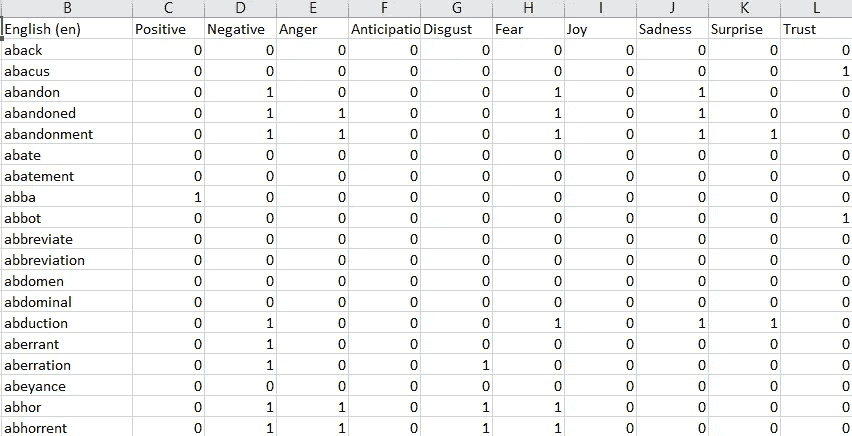 B C D E F G H I J K L
English (en) Positive Negative Anger Anticipatio Disgust Fear Joy Sadness Surprise Trust
aback 0 0 0 0 0 0 0 0 0 0
abacus 0 0 0 0 0 0 0 0 0 1
abandon 0 1 0 0 0 1 0 1 0 0
abandoned 0 1 1 0 0 1 0 1 0 0
abandonment 0 1 1 0 0 1 0 1 1 0
abate 0 0 0 0 0 0 0 0 0 0
abatement 0 0 0 0 0 0 0 0 0 0
abba 1 0 0 0 0 0 0 0 0 0
abbot 0 0 0 0 0 0 0 0 0 1
abbreviate 0 0 0 0 0 0 0 0 0 0
abbreviation 0 0 0 0 0 0 0 0 0 0
abdomen 0 0 0 0 0 0 0 0 0 0
abdominal 0 0 0 0 0 0 0 0 0 0
abduction 0 1 0 0 0 1 0 1 1 0
aberrant 0 1 0 0 0 0 0 0 0 0
aberration 0 1 0 0 1 0 0 0 0 0
abeyance 0 0 0 0 0 0 0 0 0 0
abhor 0 1 1 0 1 1 0 0 0 0
abhorrent 0 1 1 0 1 1 0 0 0 0